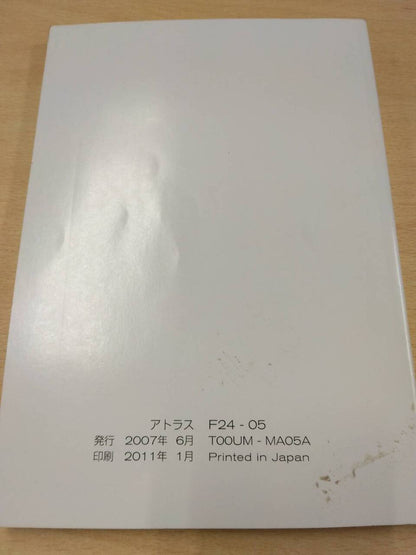 アトラス F24 - 05
発行 2007年 6月 T00UM - MA05A
印刷 2011年 1月 Printed in Japan